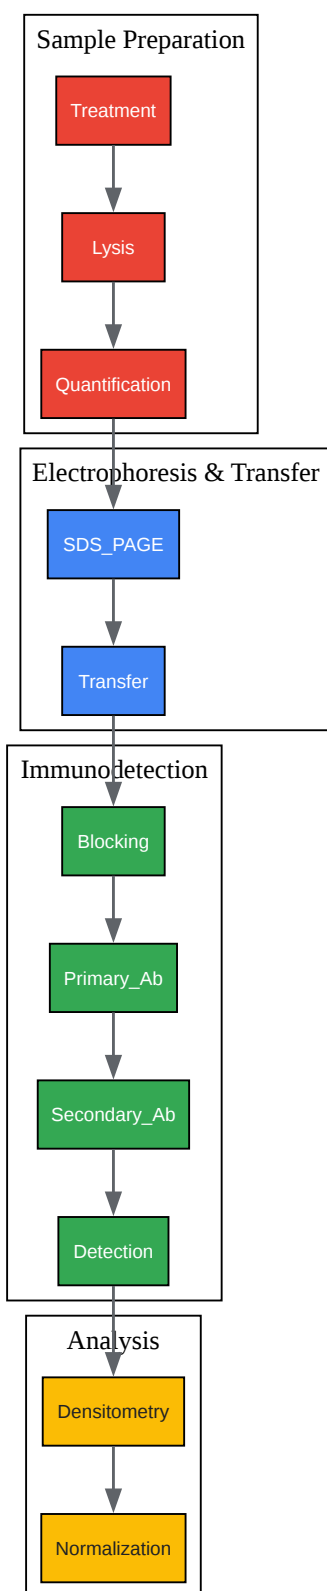 Sample Preparation
Treatment
Lysis
Quantification
Electrophoresis & Transfer
SDS_PAGE
Transfer
Immunodetection
Blocking
Primary_Ab
Secondary_Ab
Detection
Analysis
Densitometry
Normalization